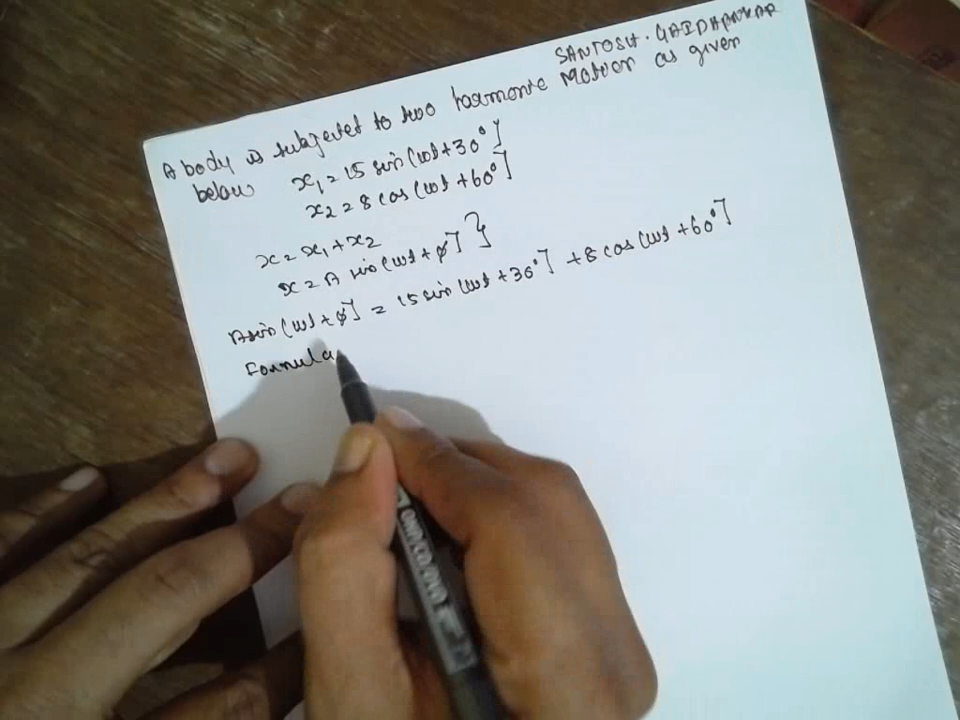 SANTOSH. GAIDHANKAR
A body is subjected to two harmonic Motion as given
below x₁ = 15 sin (ωt + 30°]
x₂ = 8 cos (ωt + 60°]
x = x₁ + x₂
x = A sin (ωt + ϕ] }
A sin (ωt + ϕ] = 15 sin (ωt + 30°] + 8 cos (ωt + 60°]
Formula